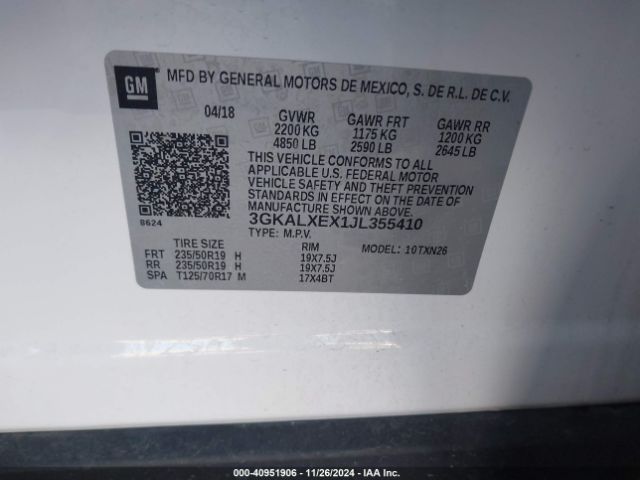 GM
MFD BY GENERAL MOTORS DE MEXICO, S. DE R.L. DE C.V.
04/18 GVWR GAWR FRT GAWR RR
2200 KG 1175 KG 1200 KG
4850 LB 2590 LB 2645 LB
THIS VEHICLE CONFORMS TO ALL
APPLICABLE U.S. FEDERAL MOTOR
VEHICLE SAFETY AND THEFT PREVENTION
STANDARDS IN EFFECT ON THE DATE OF
MANUFACTURE SHOWN ABOVE.
8624
3GKALXEX1JL355410
TYPE: M.P.V. MODEL: 10TXN26
TIRE SIZE RIM
FRT 235/50R19 H 19X7.5J
RR 235/50R19 H 19X7.5J
SPA T125/70R17 M 17X4BT
000-40951906 - 11/26/2024 - IAA Inc.